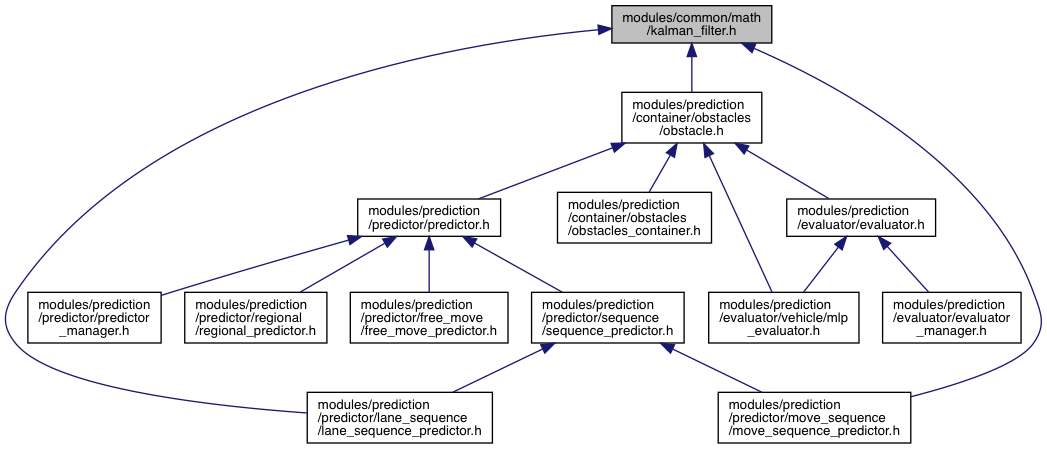 modules/common/math
/kalman_filter.h
modules/prediction
/container/obstacles
/obstacle.h
modules/prediction
/predictor/predictor.h
modules/prediction
/container/obstacles
/obstacles_container.h
modules/prediction
/evaluator/evaluator.h
modules/prediction
/predictor/predictor
_manager.h
modules/prediction
/predictor/regional
/regional_predictor.h
modules/prediction
/predictor/free_move
/free_move_predictor.h
modules/prediction
/predictor/sequence
/sequence_predictor.h
modules/prediction
/evaluator/vehicle/mlp
_evaluator.h
modules/prediction
/evaluator/evaluator
_manager.h
modules/prediction
/predictor/lane_sequence
/lane_sequence_predictor.h
modules/prediction
/predictor/move_sequence
/move_sequence_predictor.h